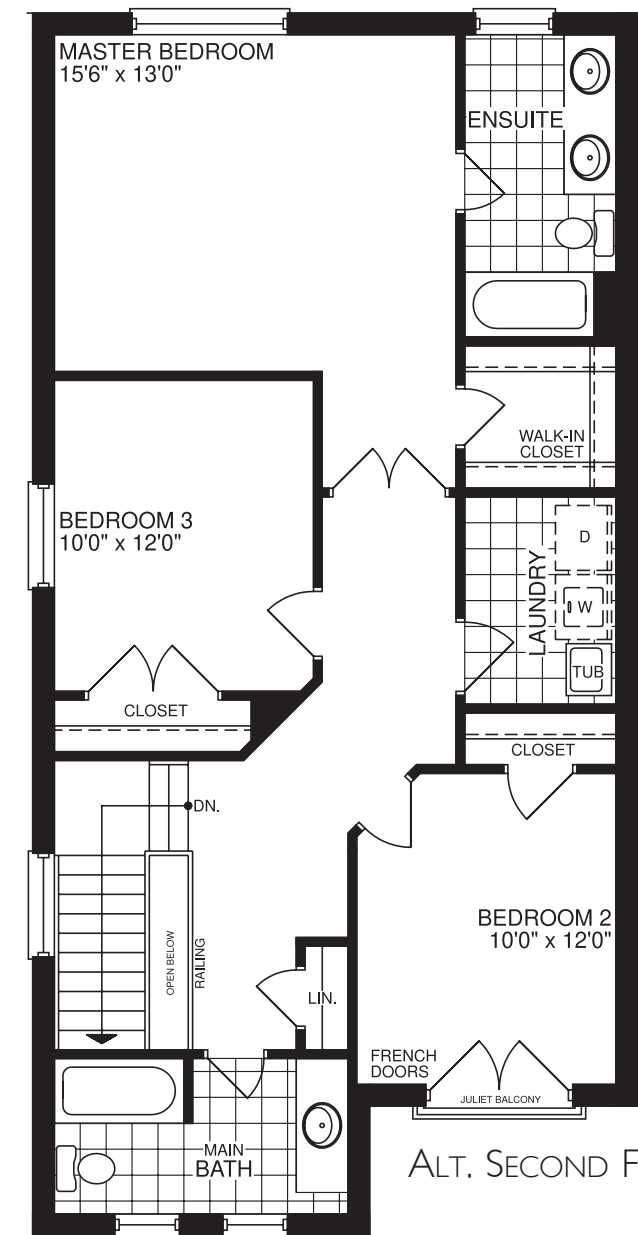 MASTER BEDROOM
15'6" x 13'0"
ENSUITE
WALK-IN
CLOSET
BEDROOM 3
10'0" x 12'0"
D
LAUNDRY
W
TUB
CLOSET
CLOSET
DN.
BEDROOM 2
10'0" x 12'0"
OPEN BELOW
RAILING
LIN.
FRENCH
DOORS
JULIET BALCONY
MAIN
BATH
ALT. SECOND F